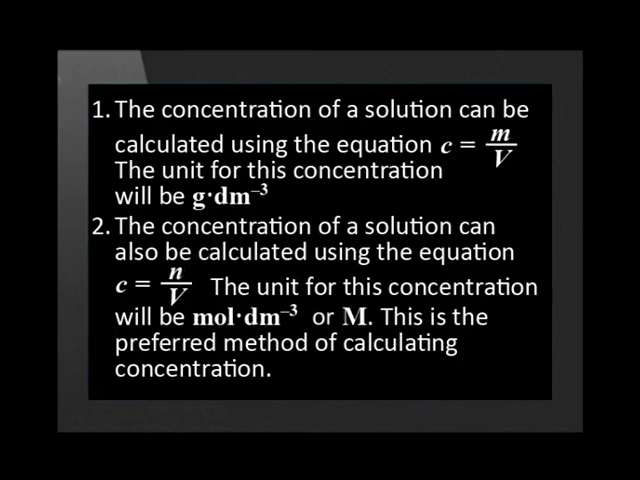 1. The concentration of a solution can be
calculated using the equation c = m/V
The unit for this concentration
will be g·dm⁻³
2. The concentration of a solution can
also be calculated using the equation
c = n/V The unit for this concentration
will be mol·dm⁻³ or M. This is the
preferred method of calculating
concentration.